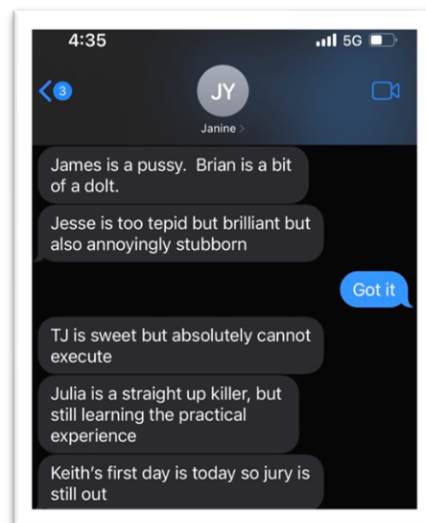 4:35
5G
3
JY
Janine
James is a pussy. Brian is a bit
of a dolt.
Jesse is too tepid but brilliant but
also annoyingly stubborn
Got it
TJ is sweet but absolutely cannot
execute
Julia is a straight up killer, but
still learning the practical
experience
Keith's first day is today so jury is
still out